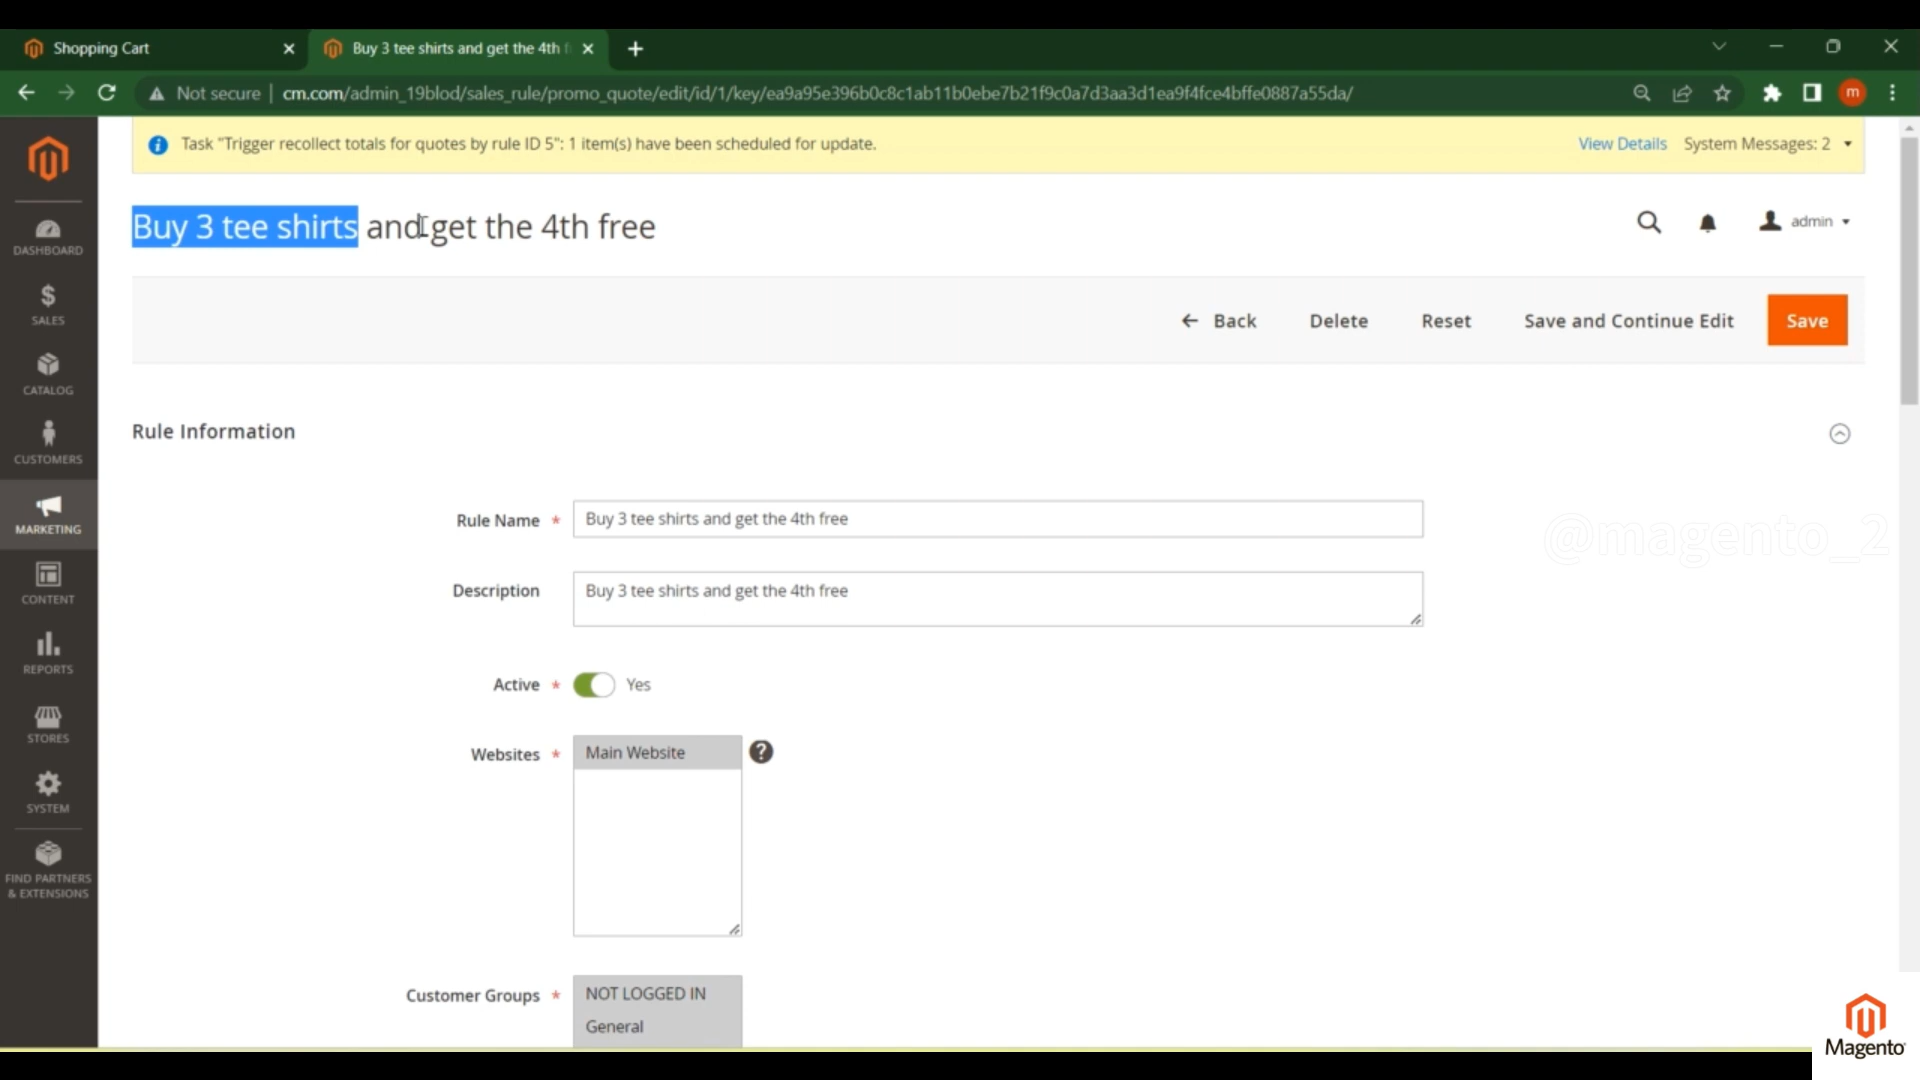 Shopping Cart
Buy 3 tee shirts and get the 4th f
Not secure
cm.com/admin_19blod/sales_rule/promo_quote/edit/id/1/key/ea9a95e396b0c8c1ab11b0ebe7b21f9c0a7d3aa3d1ea9f4fce4bffe0887a55da/
m
Task "Trigger recollect totals for quotes by rule ID 5": 1 item(s) have been scheduled for update.
View Details
System Messages: 2
Buy 3 tee shirts and get the 4th free
admin
DASHBOARD
SALES
CATALOG
CUSTOMERS
MARKETING
CONTENT
REPORTS
STORES
SYSTEM
FIND PARTNERS
& EXTENSIONS
Back
Delete
Reset
Save and Continue Edit
Save
Rule Information
Rule Name *
Buy 3 tee shirts and get the 4th free
Description
Buy 3 tee shirts and get the 4th free
Active *
Yes
Websites *
Main Website
?
Customer Groups *
NOT LOGGED IN
General
@magento_2
Magento